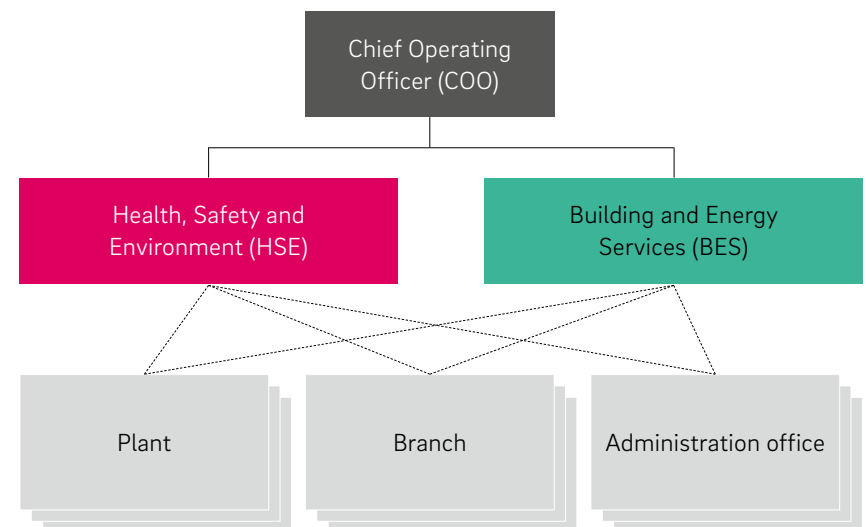 Chief Operating
Officer (COO)
Health, Safety and
Environment (HSE)
Building and Energy
Services (BES)
Plant
Branch
Administration office